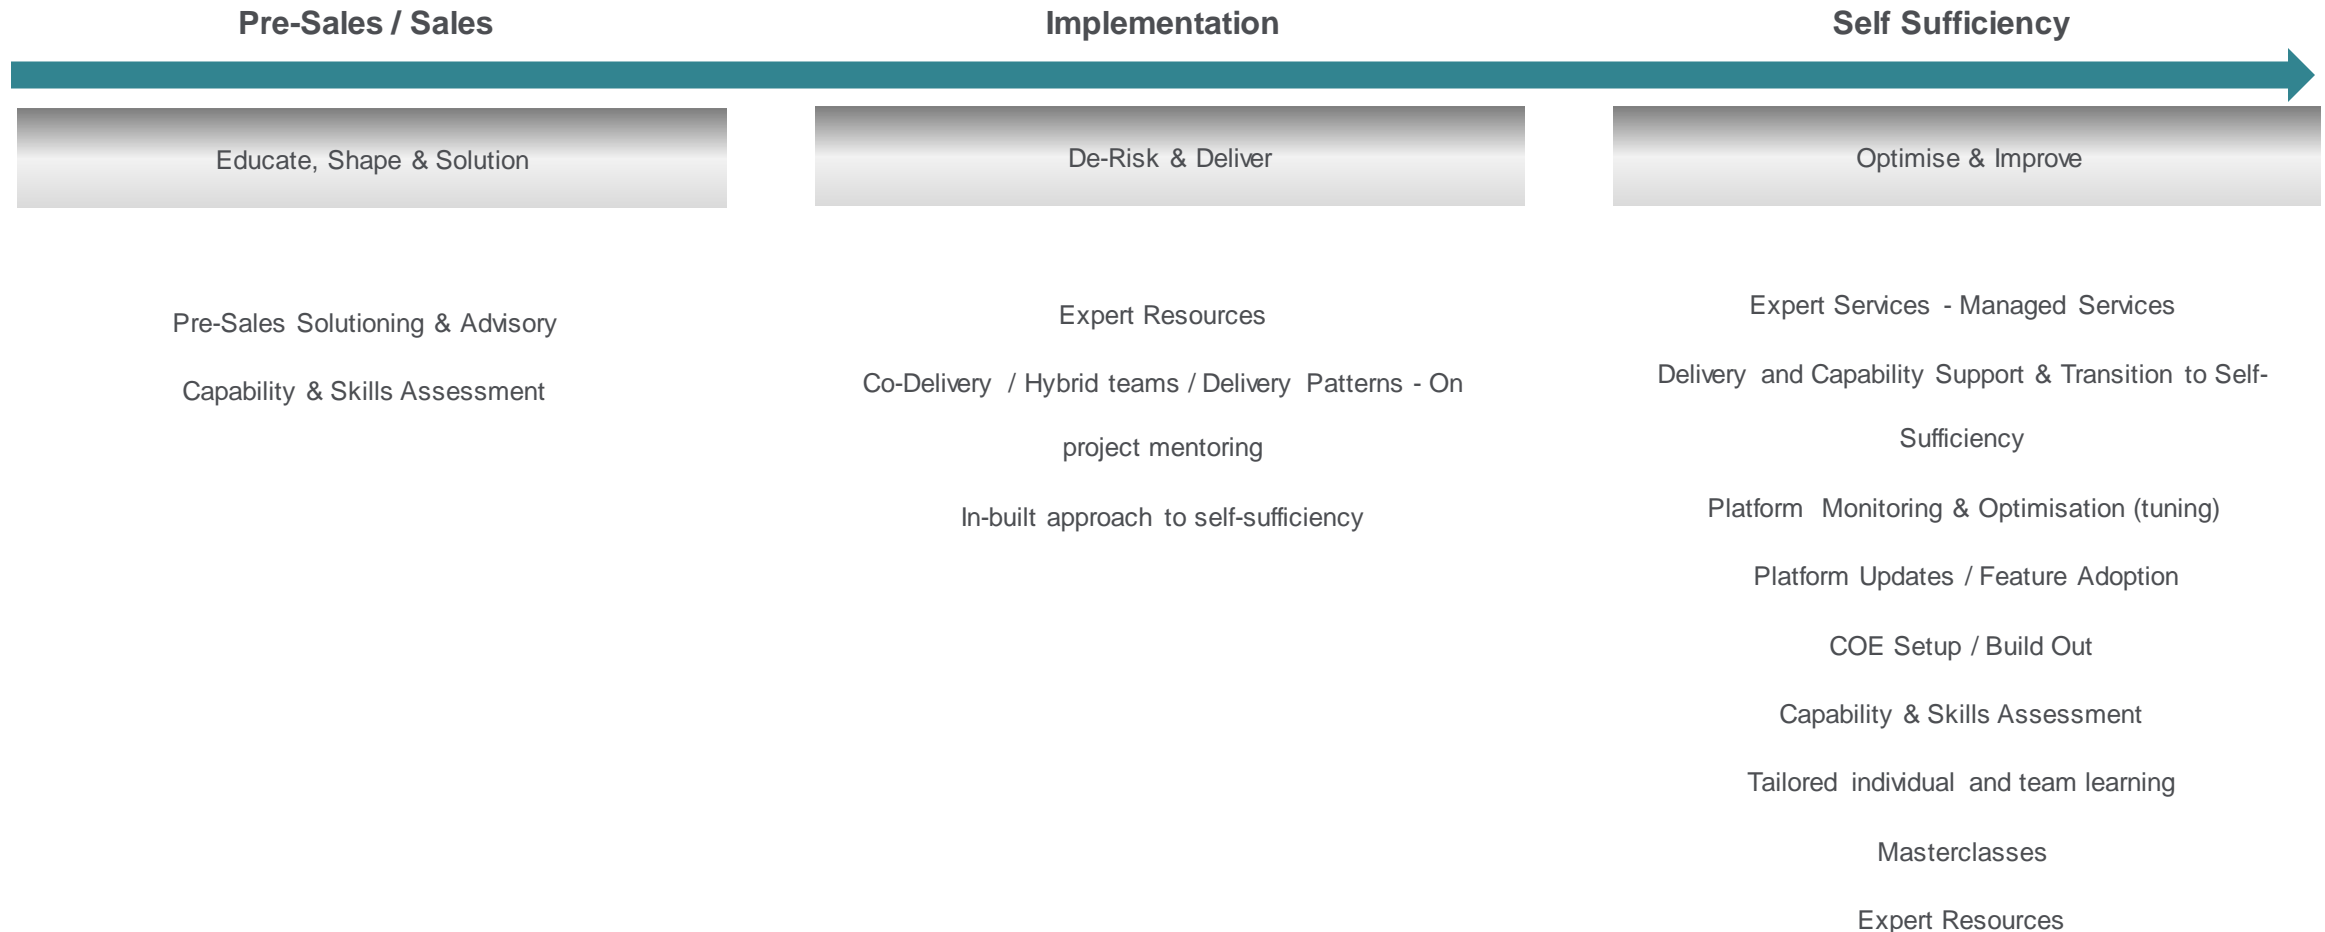 Pre-Sales / Sales
Implementation
Self Sufficiency
Educate, Shape & Solution
De-Risk & Deliver
Optimise & Improve
Pre-Sales Solutioning & Advisory
Capability & Skills Assessment
Expert Resources
Co-Delivery / Hybrid teams / Delivery Patterns - On
project mentoring
In-built approach to self-sufficiency
Expert Services - Managed Services
Delivery and Capability Support & Transition to Self-
Sufficiency
Platform Monitoring & Optimisation (tuning)
Platform Updates / Feature Adoption
COE Setup / Build Out
Capability & Skills Assessment
Tailored individual and team learning
Masterclasses
Expert Resources